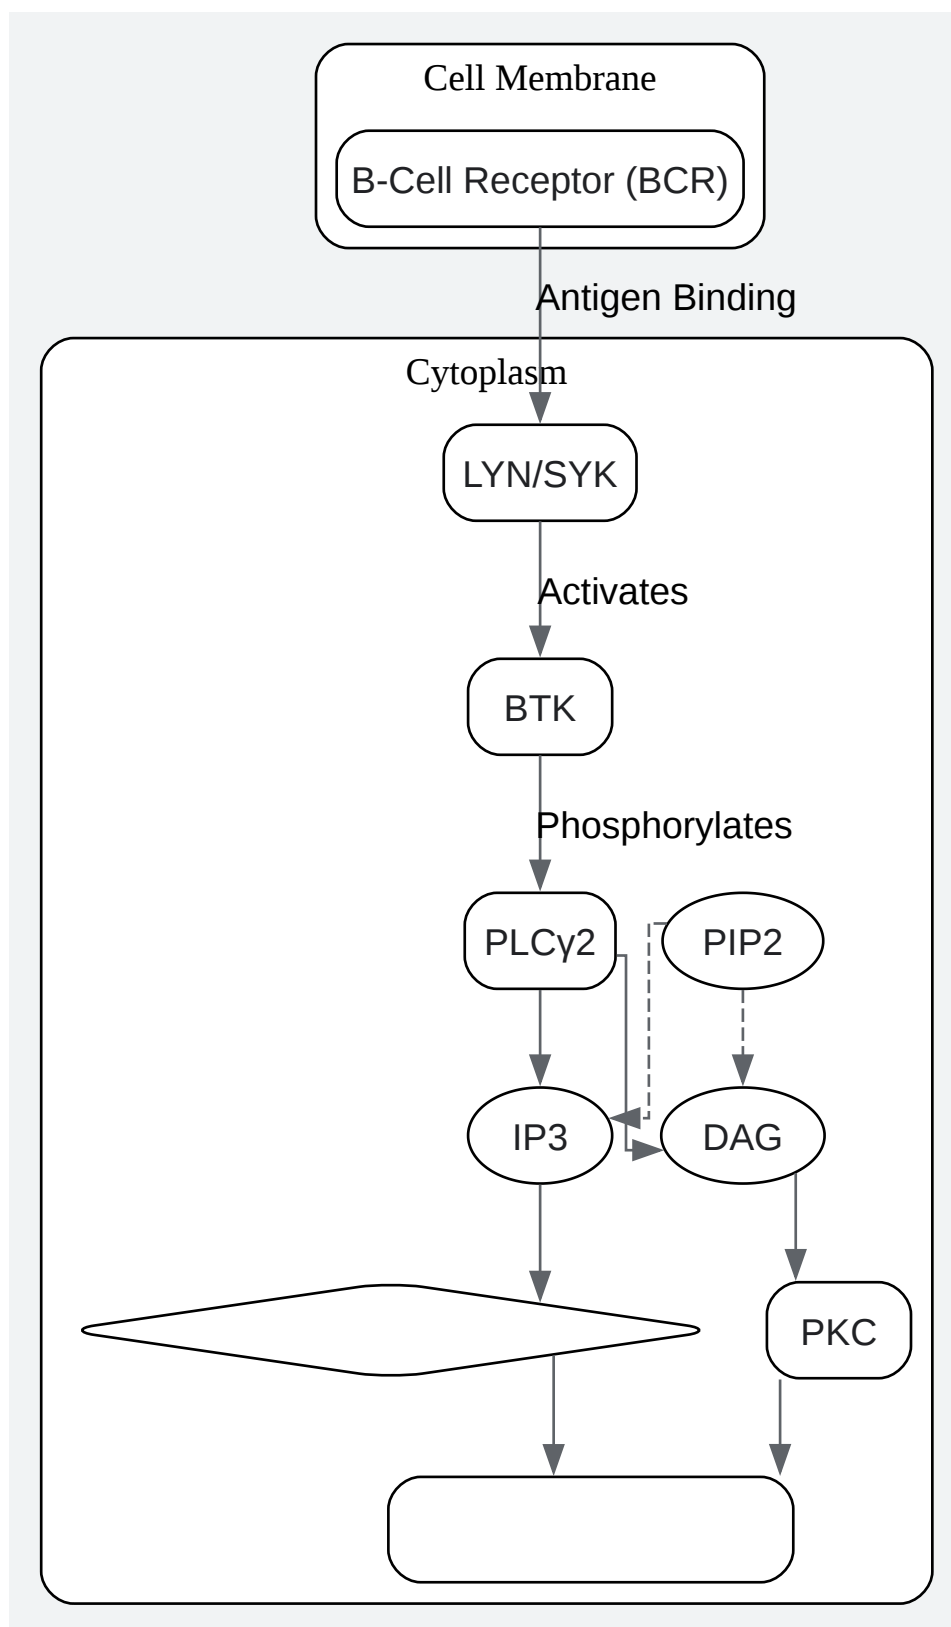 Cell Membrane
B-Cell Receptor (BCR)
Antigen Binding
Cytoplasm
LYN/SYK
Activates
BTK
Phosphorylates
PLCγ2
PIP2
IP3
DAG
PKC